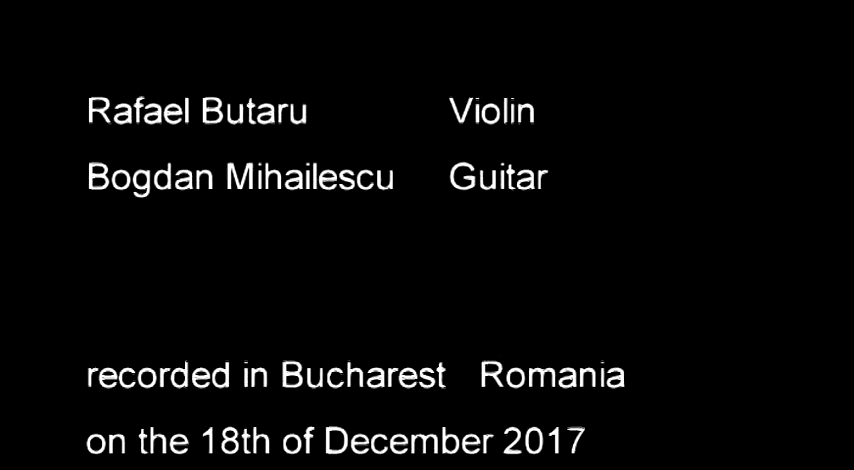 Rafael Butaru Violin
Bogdan Mihailescu Guitar
recorded in Bucharest Romania
on the 18th of December 2017